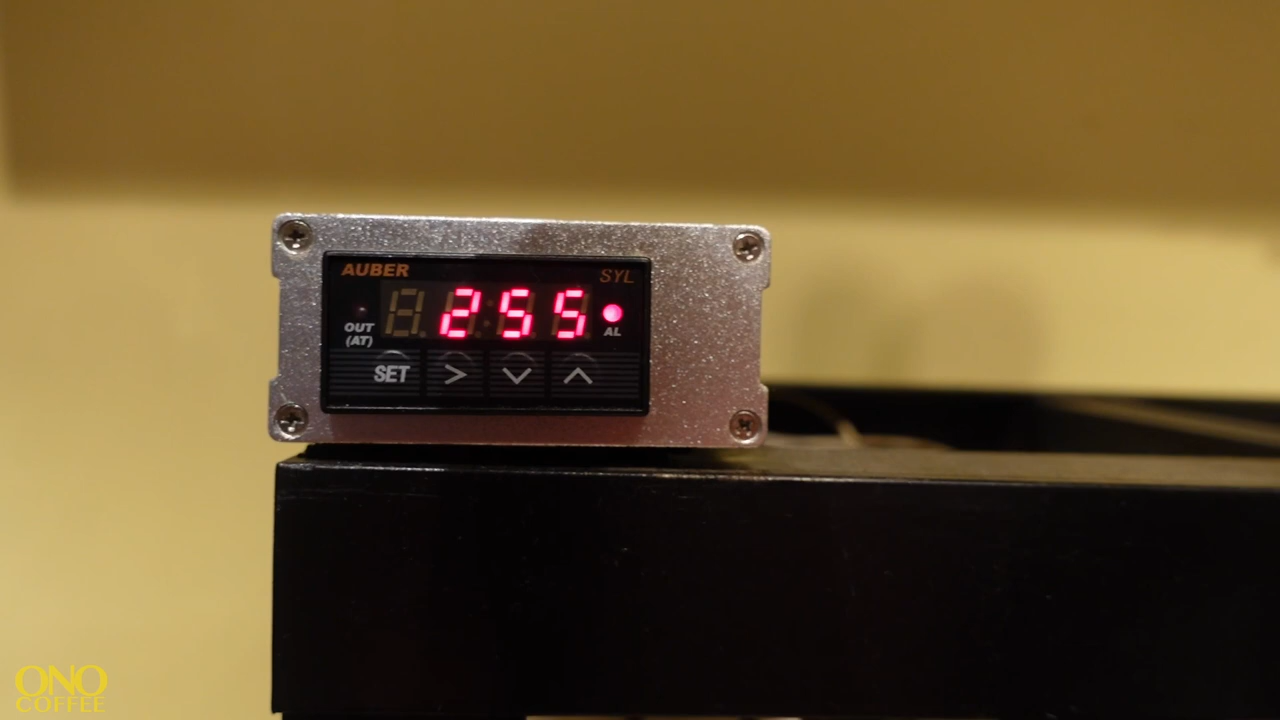 AUBER
SYL
255
OUT
(AT)
AL
SET
ONO
COFFEE